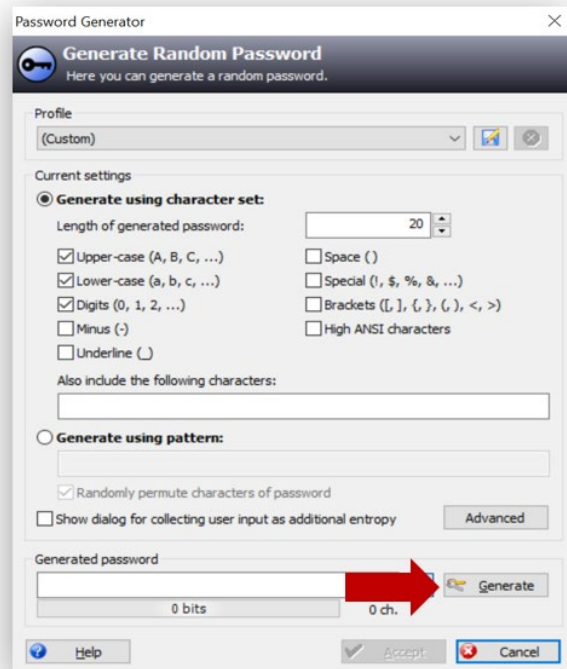 Password Generator
Generate Random Password
Here you can generate a random password.
Profile
(Custom)
Current settings
Generate using character set:
Length of generated password: 20
Upper-case (A, B, C, ...) Space ( )
Lower-case (a, b, c, ...) Special (!, $, %, &, ...)
Digits (0, 1, 2, ...) Brackets ([, ], {, }, (, ), <, >)
Minus (-) High ANSI characters
Underline (_)
Also include the following characters:
Generate using pattern:
Randomly permute characters of password
Show dialog for collecting user input as additional entropy Advanced
Generated password
Generate
0 bits 0 ch.
Help Accept Cancel